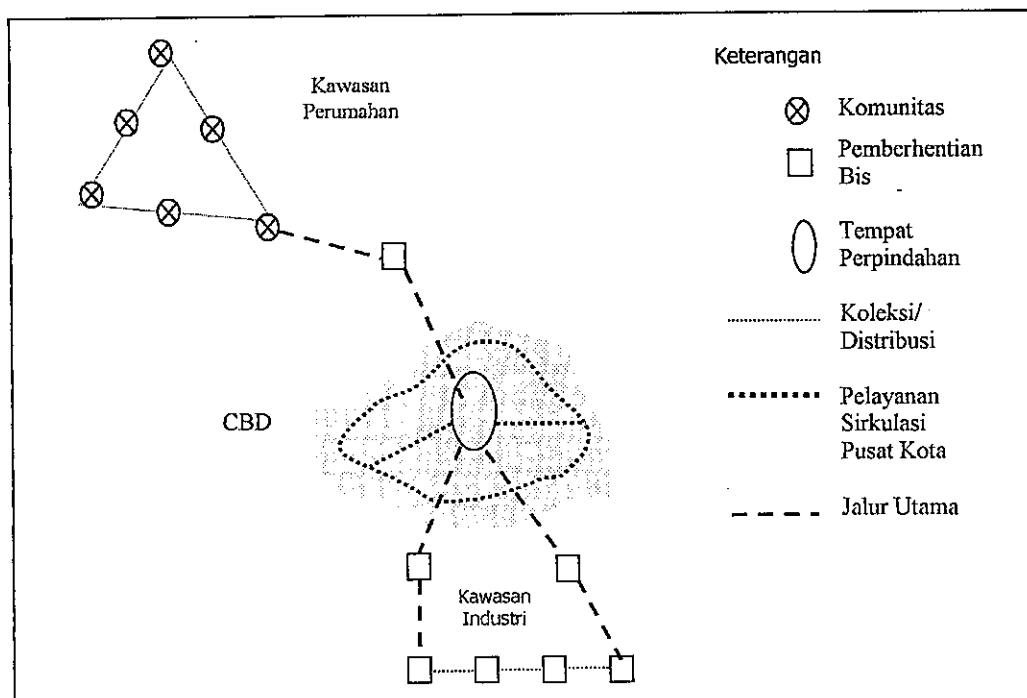 Kawasan
Perumahan
CBD
Kawasan
Industri
Keterangan
Komunitas
Pemberhentian
Bis
Tempat
Perpindahan
Koleksi/
Distribusi
Pelayanan
Sirkulasi
Pusat Kota
Jalur Utama